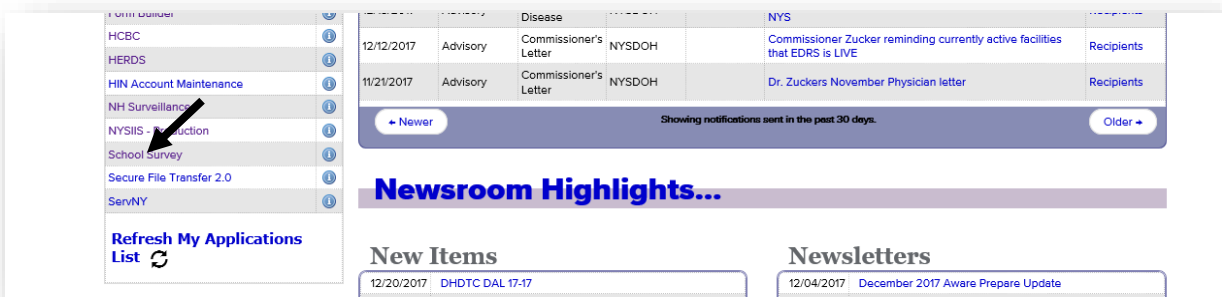 Form Builder
HCBC
HERDS
HIN Account Maintenance
NH Surveillance
NYSIIS - Production
School Survey
Secure File Transfer 2.0
ServNY
Refresh My Applications
List
Disease
NYS
12/12/2017 Advisory Commissioner's Letter NYSDOH Commissioner Zucker reminding currently active facilities that EDRS is LIVE Recipients
11/21/2017 Advisory Commissioner's Letter NYSDOH Dr. Zuckers November Physician letter Recipients
← Newer Showing notifications sent in the past 30 days. Older →
Newsroom Highlights...
New Items
12/20/2017 DHDTC DAL 17-17
Newsletters
12/04/2017 December 2017 Aware Prepare Update